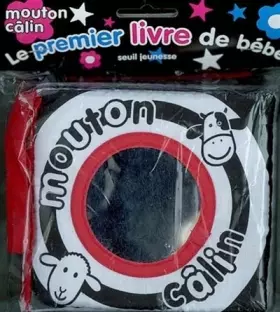 mouton
câlin
Le premier livre de bébé
seuil jeunesse
mouton
câlin